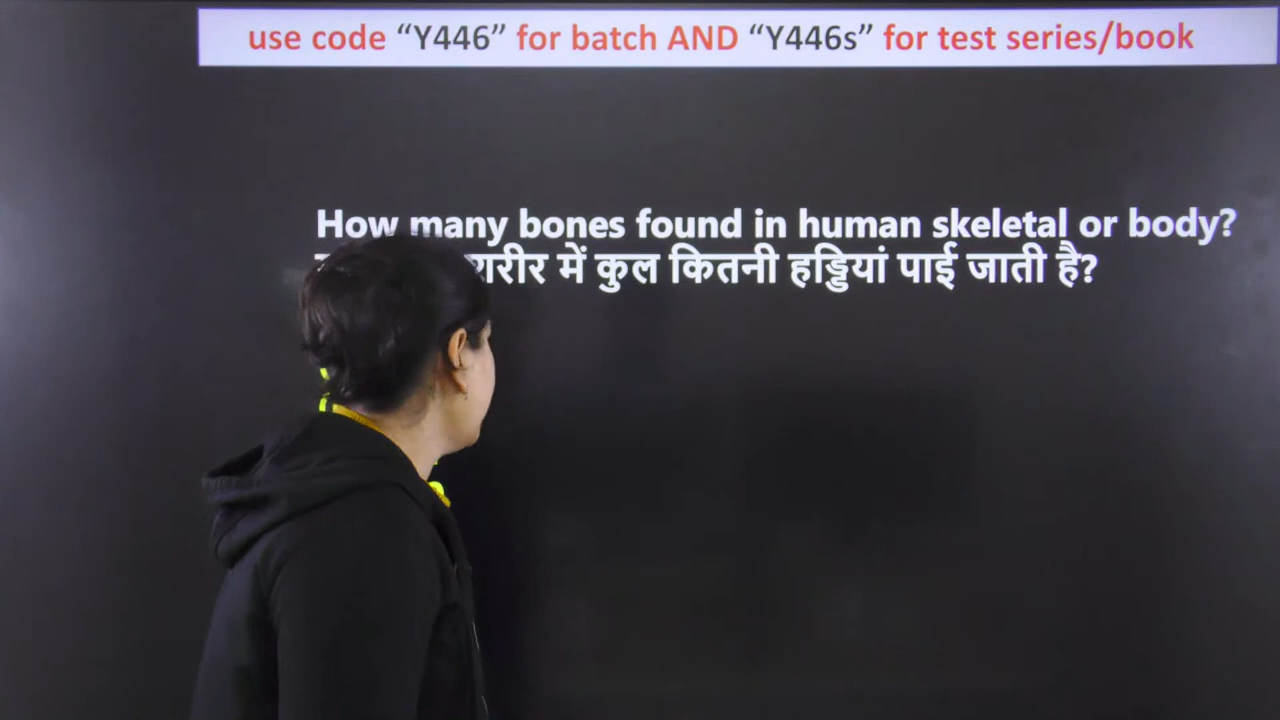 use code “Y446” for batch AND “Y446s” for test series/book
How many bones found in human skeletal or body?
शरीर में कुल कितनी हड्डियां पाई जाती है?